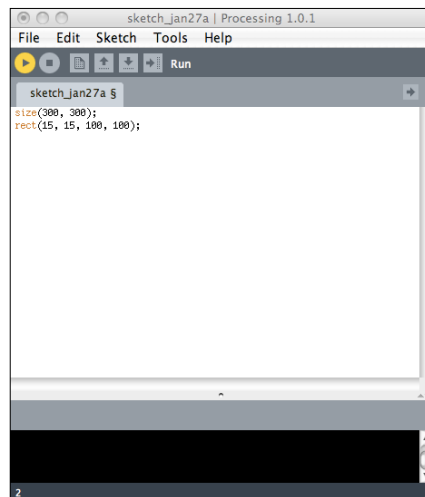 sketch_jan27a | Processing 1.0.1
File Edit Sketch Tools Help
Run
sketch_jan27a §
size(300, 300);
rect(15, 15, 100, 100);
2